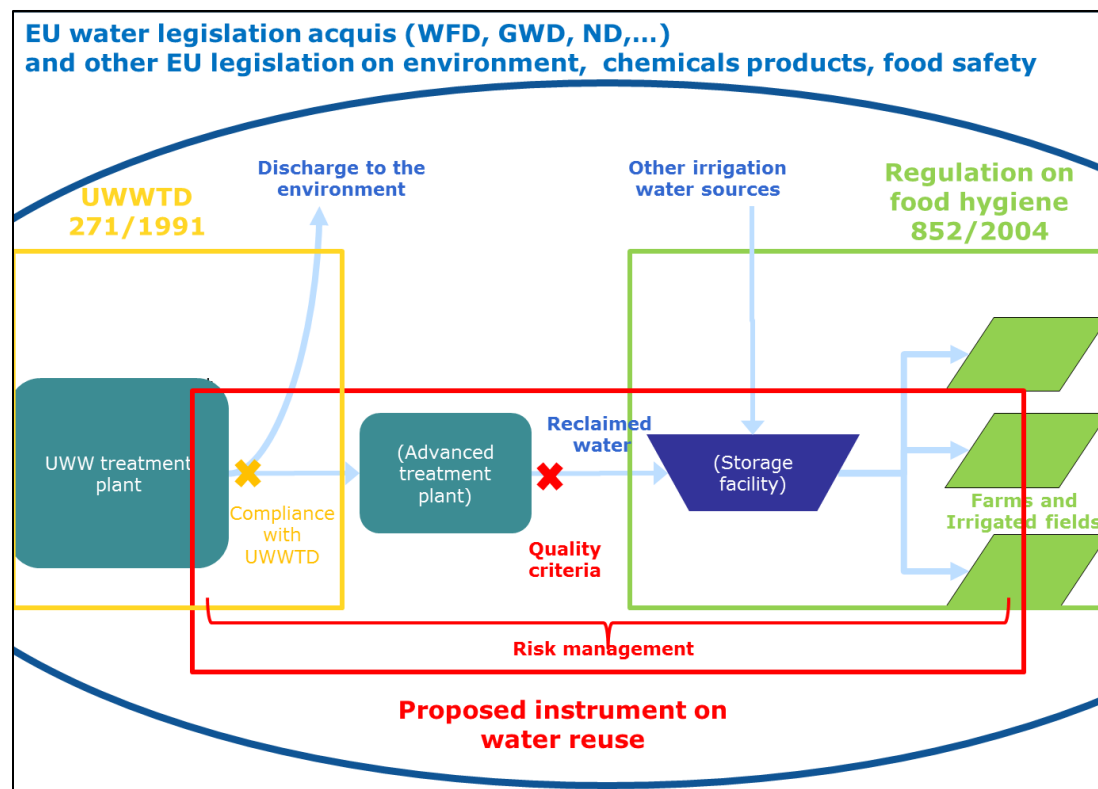 EU water legislation acquis (WFD, GWD, ND,...)
and other EU legislation on environment, chemicals products, food safety
Discharge to the
environment
Other irrigation
water sources
UWWTD
271/1991
Regulation on
food hygiene
852/2004
UWW treatment
plant
Compliance
with
UWWTD
(Advanced
treatment
plant)
Reclaimed
water
Quality
criteria
(Storage
facility)
Farms and
Irrigated fields
Risk management
Proposed instrument on
water reuse